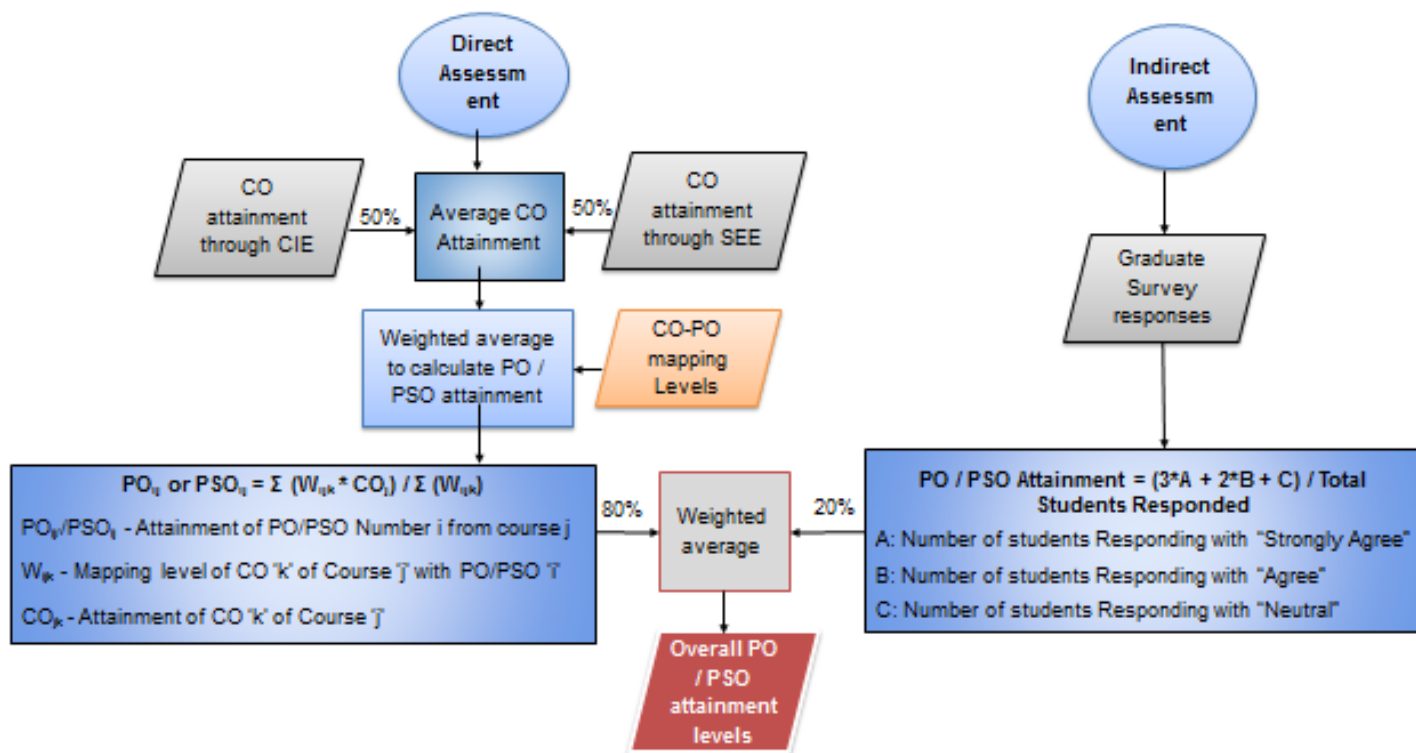 Direct
Assessm
ent
Indirect
Assessm
ent
CO
attainment
through CIE
50%
Average CO
Attainment
50%
CO
attainment
through SEE
Graduate
Survey
responses
Weighted average
to calculate PO /
PSO attainment
CO-PO
mapping
Levels
POᵢⱼ or PSOᵢⱼ = Σ (Wᵢⱼₖ * COⱼ) / Σ (Wᵢⱼₖ)
POᵢⱼ/PSOᵢⱼ - Attainment of PO/PSO Number i from course j
Wᵢⱼₖ - Mapping level of CO "k" of Course "j" with PO/PSO "i"
COⱼₖ - Attainment of CO "k" of Course "j"
80%
Weighted
average
20%
PO / PSO Attainment = (3*A + 2*B + C) / Total
Students Responded
A: Number of students Responding with "Strongly Agree"
B: Number of students Responding with "Agree"
C: Number of students Responding with "Neutral"
Overall PO
/ PSO
attainment
levels